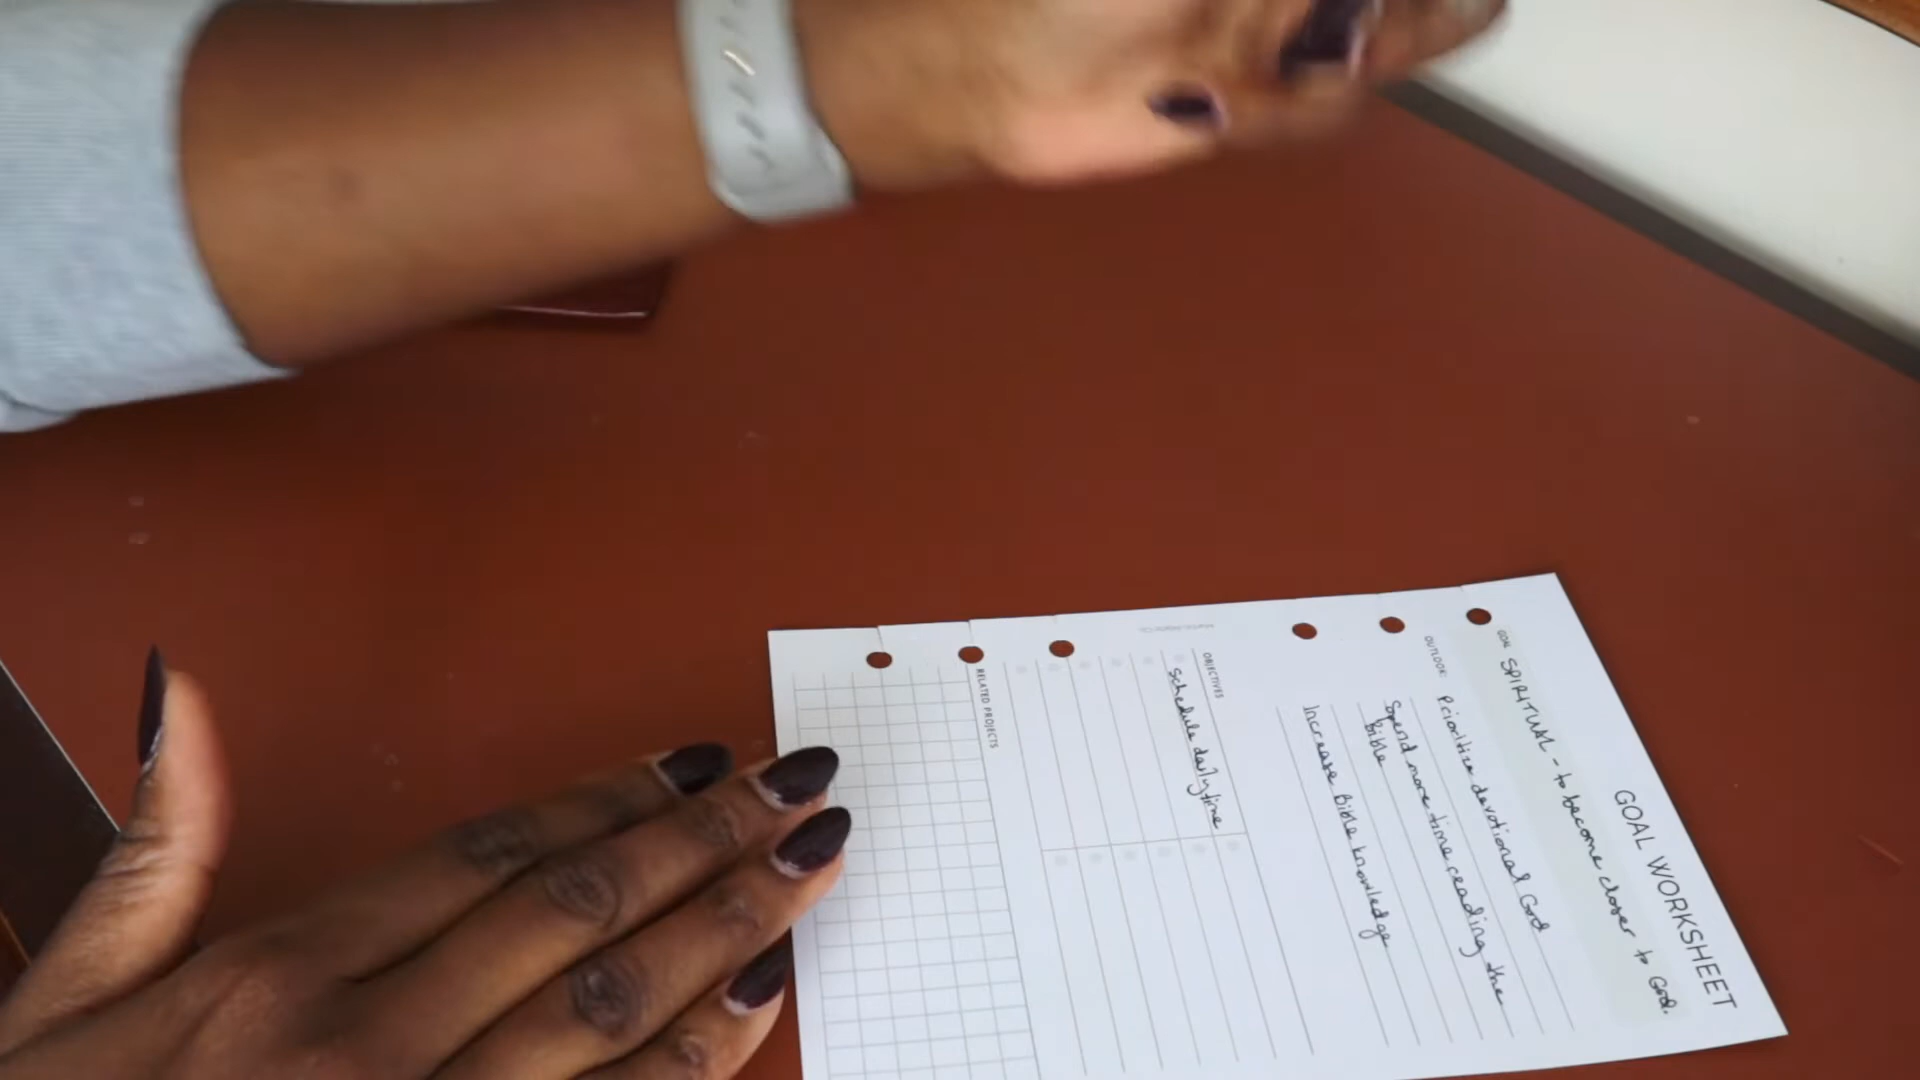 GOAL WORKSHEET
GOAL SPIRITUAL - to become closer to God.
OUTLOOK Prioritize devotional God
Spend more time reading the
Bible
Increase Bible knowledge
OBJECTIVES
Schedule daily time
RELATED PROJECTS